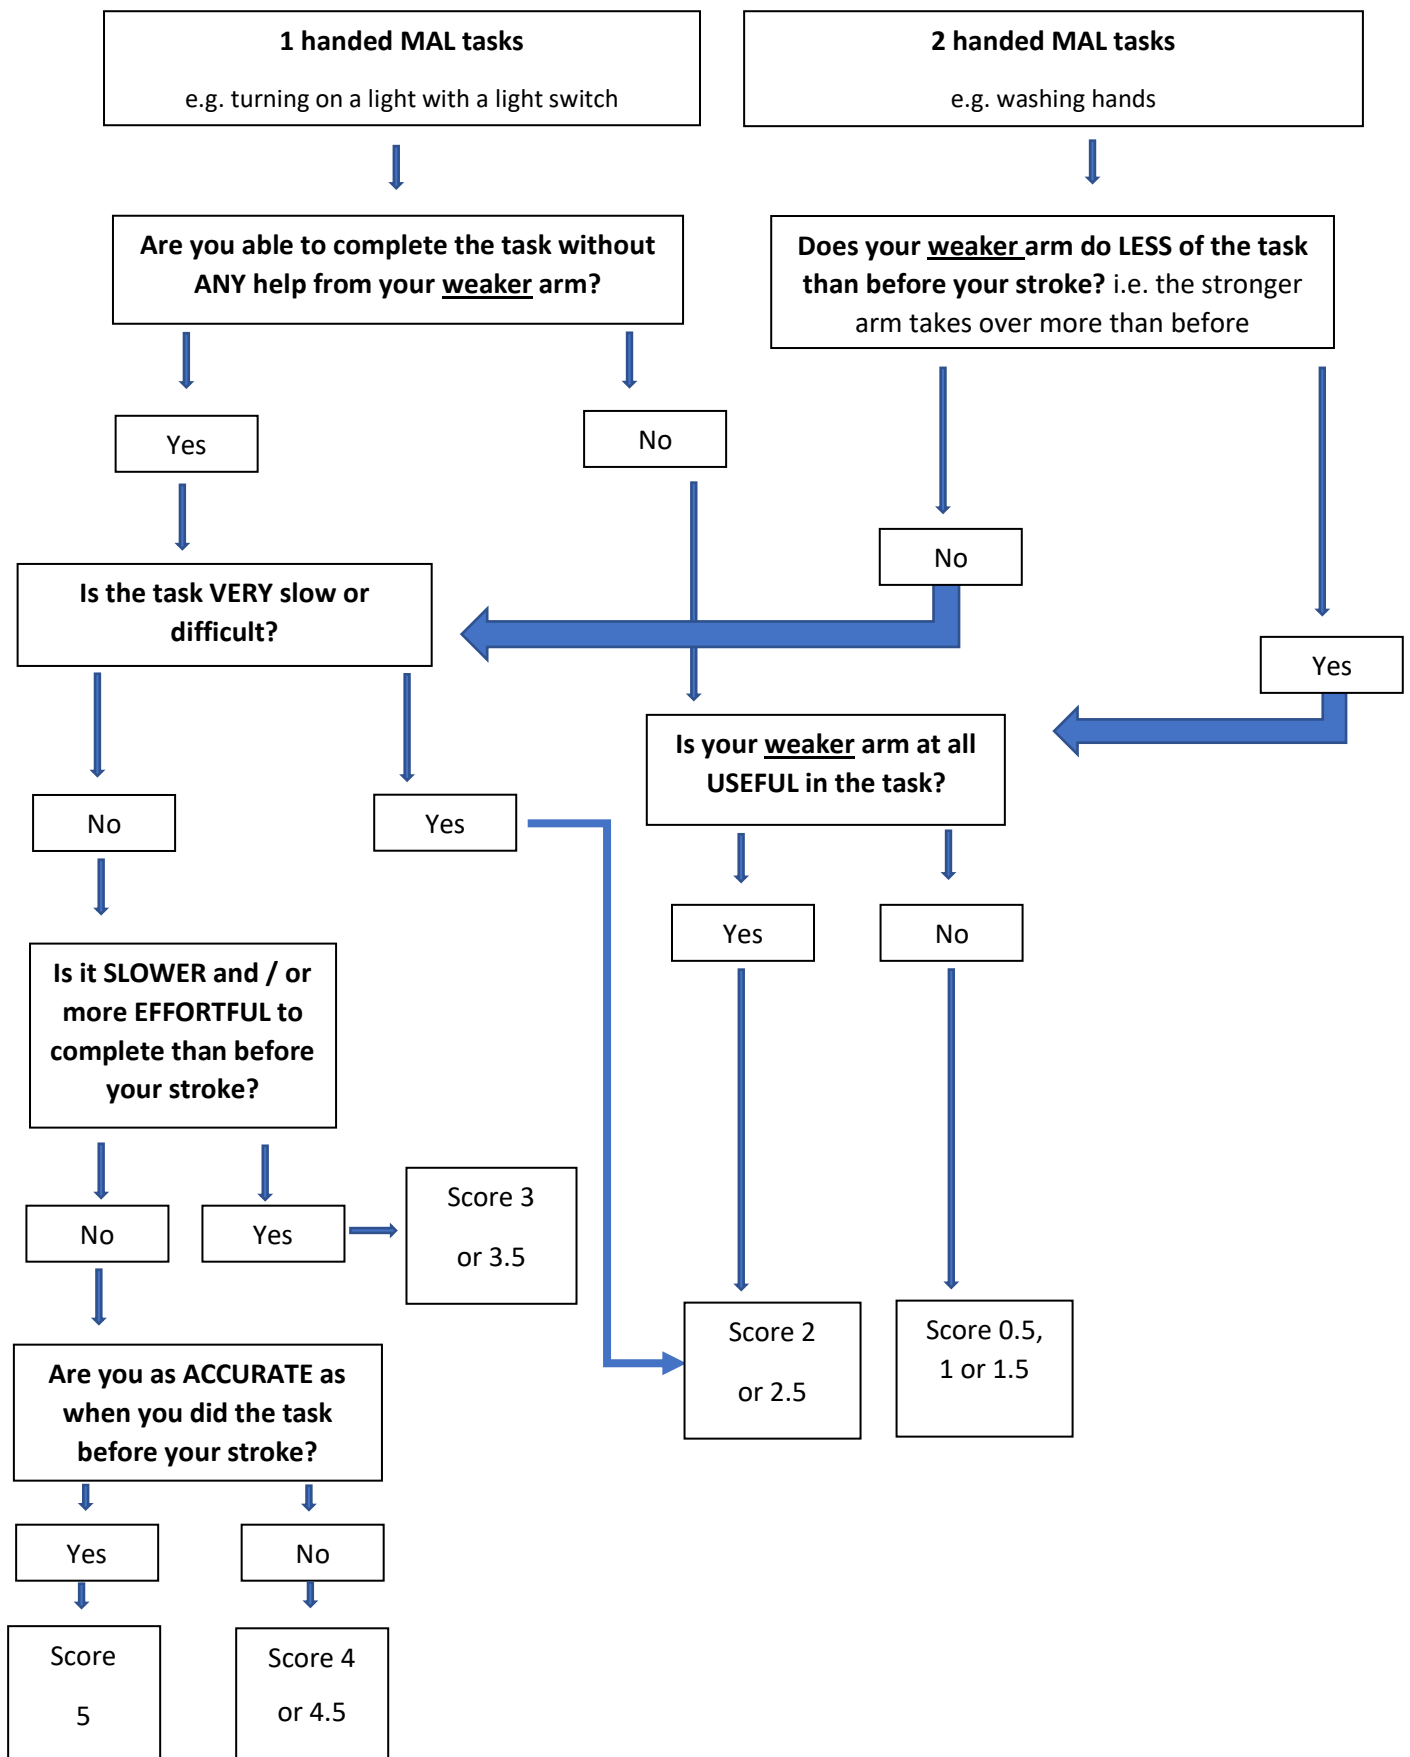 1 handed MAL tasks
e.g. turning on a light with a light switch
2 handed MAL tasks
e.g. washing hands
Are you able to complete the task without
ANY help from your weaker arm?
Does your weaker arm do LESS of the task
than before your stroke? i.e. the stronger
arm takes over more than before
Yes
No
No
Is the task VERY slow or
difficult?
Yes
Is your weaker arm at all
USEFUL in the task?
No
Yes
Yes
No
Is it SLOWER and / or
more EFFORTFUL to
complete than before
your stroke?
No
Yes
Score 3
or 3.5
Score 2
or 2.5
Score 0.5,
1 or 1.5
Are you as ACCURATE as
when you did the task
before your stroke?
Yes
No
Score
5
Score 4
or 4.5